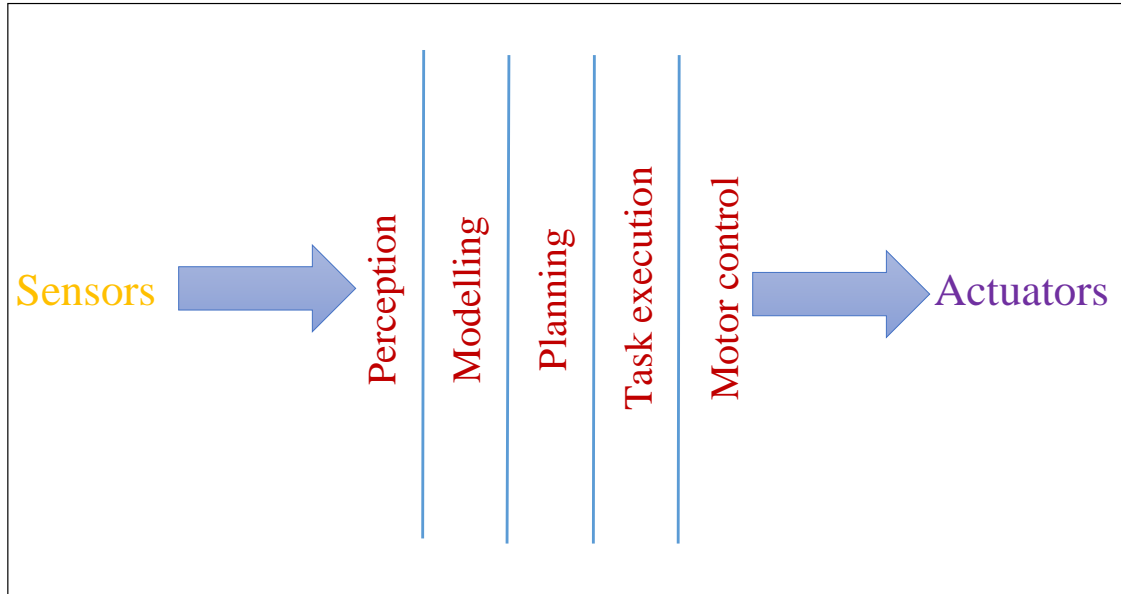 Sensors
Perception
Modelling
Planning
Task execution
Motor control
Actuators